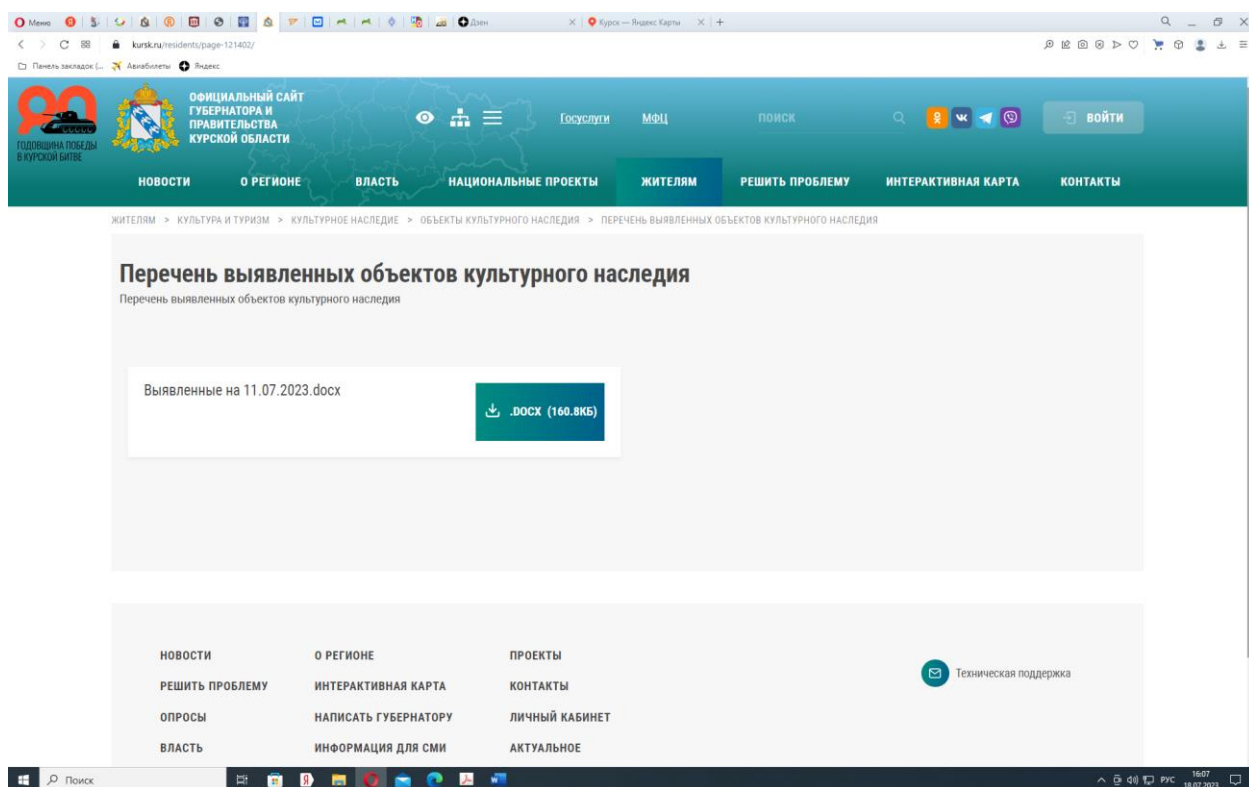 Меню
Дзен
Курск — Яндекс Карты
kursk.ru/residents/page-121402/
Панель закладок (...
Авиабилеты
Яндекс
ГОДОВЩИНА ПОБЕДЫ
В КУРСКОЙ БИТВЕ
ОФИЦИАЛЬНЫЙ САЙТ
ГУБЕРНАТОРА И
ПРАВИТЕЛЬСТВА
КУРСКОЙ ОБЛАСТИ
Госуслуги
МФЦ
ПОИСК
ВОЙТИ
НОВОСТИ
О РЕГИОНЕ
ВЛАСТЬ
НАЦИОНАЛЬНЫЕ ПРОЕКТЫ
ЖИТЕЛЯМ
РЕШИТЬ ПРОБЛЕМУ
ИНТЕРАКТИВНАЯ КАРТА
КОНТАКТЫ
ЖИТЕЛЯМ > КУЛЬТУРА И ТУРИЗМ > КУЛЬТУРНОЕ НАСЛЕДИЕ > ОБЪЕКТЫ КУЛЬТУРНОГО НАСЛЕДИЯ > ПЕРЕЧЕНЬ ВЫЯВЛЕННЫХ ОБЪЕКТОВ КУЛЬТУРНОГО НАСЛЕДИЯ
Перечень выявленных объектов культурного наследия
Перечень выявленных объектов культурного наследия
Выявленные на 11.07.2023.docx
.DOCX (160.8КБ)
НОВОСТИ
О РЕГИОНЕ
ПРОЕКТЫ
РЕШИТЬ ПРОБЛЕМУ
ИНТЕРАКТИВНАЯ КАРТА
КОНТАКТЫ
ОПРОСЫ
НАПИСАТЬ ГУБЕРНАТОРУ
ЛИЧНЫЙ КАБИНЕТ
ВЛАСТЬ
ИНФОРМАЦИЯ ДЛЯ СМИ
АКТУАЛЬНОЕ
Техническая поддержка
Поиск
РУС
16:07
18.07.2023